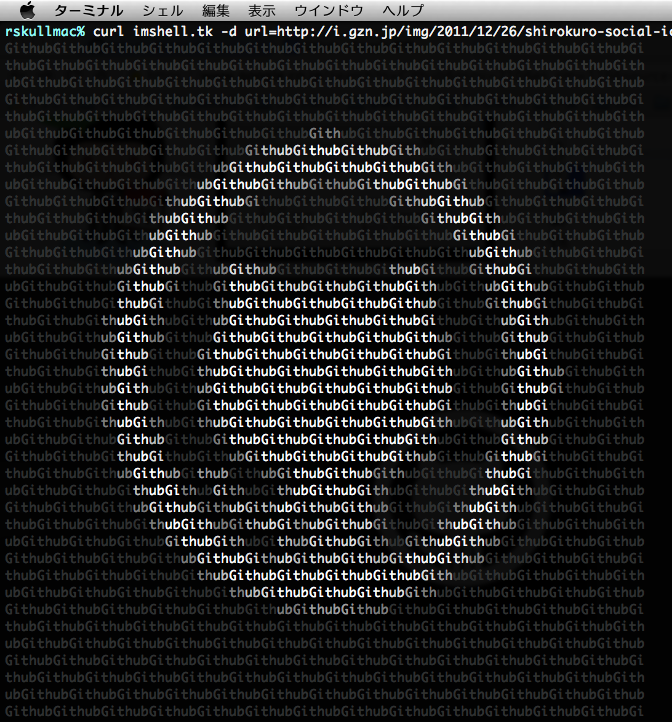 ターミナル シェル 編集 表示 ウインドウ ヘルプ
rskullmac% curl imshell.tk -d url=http://i.gzn.jp/img/2011/12/26/shirokuro-social-ic
GithubGithubGithubGithubGithubGithubGithubGithubGithubGithubGithubGithubGithubGi
thubGithubGithubGithubGithubGithubGithubGithubGithubGithubGithubGithubGithubGith
ubGithubGithubGithubGithubGithubGithubGithubGithubGithubGithubGithubGithubGithub
GithubGithubGithubGithubGithubGithubGithubGithubGithubGithubGithubGithubGithubGi
thubGithubGithubGithubGithubGithubGithubGithubGithubGithubGithubGithubGithubGith
ubGithubGithubGithubGithubGithubGithubGithubGithubGithubGithubGithubGithubGithub
GithubGithubGithubGithubGithubGithubGithubGithubGithubGithubGithubGithubGithubGi
thubGithubGithubGithubGithubGithubGithubGithubGithubGithubGithubGithubGithubGith
ubGithubGithubGithubGithubGithubGithubGithubGithubGithubGithubGithubGithubGithub
GithubGithubGithubGithubGithubGithubGithubGithubGithubGithubGithubGithubGithubGi
thubGithubGithubGithubGithubGithubGithubGithubGithubGithubGithubGithubGithubGith
ubGithubGithubGithubGithubGithubGithubGithubGithubGithubGithubGithubGithubGithub
GithubGithubGithubGithubGithubGithubGithubGithubGithubGithubGithubGithubGithubGi
thubGithubGithubGithubGithubGithubGithubGithubGithubGithubGithubGithubGithubGith
ubGithubGithubGithubGithubGithubGithubGithubGithubGithubGithubGithubGithubGithub
GithubGithubGithubGithubGithubGithubGithubGithubGithubGithubGithubGithubGithubGi
thubGithubGithubGithubGithubGithubGithubGithubGithubGithubGithubGithubGithubGith
ubGithubGithubGithubGithubGithubGithubGithubGithubGithubGithubGithubGithubGithub
GithubGithubGithubGithubGithubGithubGithubGithubGithubGithubGithubGithubGithubGi
thubGithubGithubGithubGithubGithubGithubGithubGithubGithubGithubGithubGithubGith
ubGithubGithubGithubGithubGithubGithubGithubGithubGithubGithubGithubGithubGithub
GithubGithubGithubGithubGithubGithubGithubGithubGithubGithubGithubGithubGithubGi
thubGithubGithubGithubGithubGithubGithubGithubGithubGithubGithubGithubGithubGith
ubGithubGithubGithubGithubGithubGithubGithubGithubGithubGithubGithubGithubGithub
GithubGithubGithubGithubGithubGithubGithubGithubGithubGithubGithubGithubGithubGi
thubGithubGithubGithubGithubGithubGithubGithubGithubGithubGithubGithubGithubGith
ubGithubGithubGithubGithubGithubGithubGithubGithubGithubGithubGithubGithubGithub
GithubGithubGithubGithubGithubGithubGithubGithubGithubGithubGithubGithubGithubGi
thubGithubGithubGithubGithubGithubGithubGithubGithubGithubGithubGithubGithubGith
ubGithubGithubGithubGithubGithubGithubGithubGithubGithubGithubGithubGithubGithub
GithubGithubGithubGithubGithubGithubGithubGithubGithubGithubGithubGithubGithubGi
thubGithubGithubGithubGithubGithubGithubGithubGithubGithubGithubGithubGithubGith
ubGithubGithubGithubGithubGithubGithubGithubGithubGithubGithubGithubGithubGithub
GithubGithubGithubGithubGithubGithubGithubGithubGithubGithubGithubGithubGithubGi
thubGithubGithubGithubGithubGithubGithubGithubGithubGithubGithubGithubGithubGith
ubGithubGithubGithubGithubGithubGithubGithubGithubGithubGithubGithubGithubGithub
GithubGithubGithubGithubGithubGithubGithubGithubGithubGithubGithubGithubGithubGi
thubGithubGithubGithubGithubGithubGithubGithubGithubGithubGithubGithubGithubGith
ubGithubGithubGithubGithubGithubGithubGithubGithubGithubGithubGithubGithubGithub
GithubGithubGithubGithubGithubGithubGithubGithubGithubGithubGithubGithubGithubGi